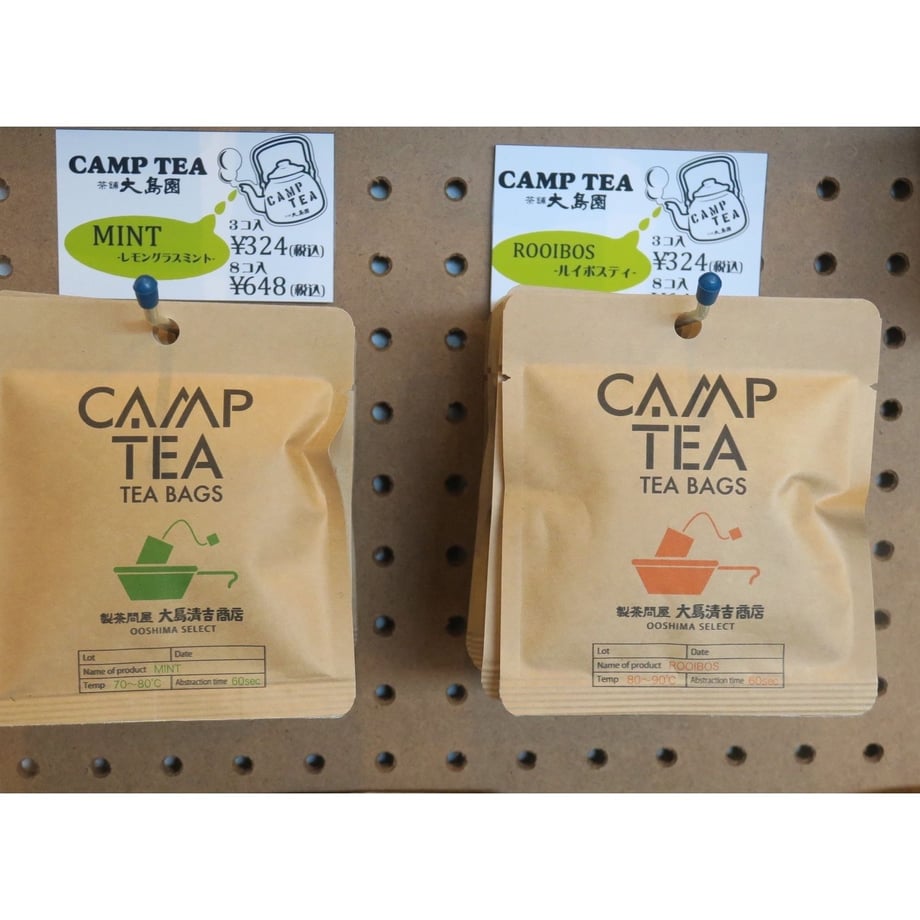 CAMP TEA
茶舗 大島園
MINT
-レモングラスミント-
3コ入
¥324(税込)
8コ入
¥648(税込)
CAMP
TEA
CAMP TEA
茶舗 大島園
ROOIBOS
-ルイボスティ-
3コ入
¥324(税込)
8コ入
CAMP
TEA
CAMP
TEA
TEA BAGS
製茶問屋 大島清吉商店
OOSHIMA SELECT
Lot Date
Name of product MINT
Temp 70~80℃ Abstraction time 60sec
CAMP
TEA
TEA BAGS
製茶問屋 大島清吉商店
OOSHIMA SELECT
Lot Date
Name of product ROOIBOS
Temp 80~90℃ Abstraction time 60sec